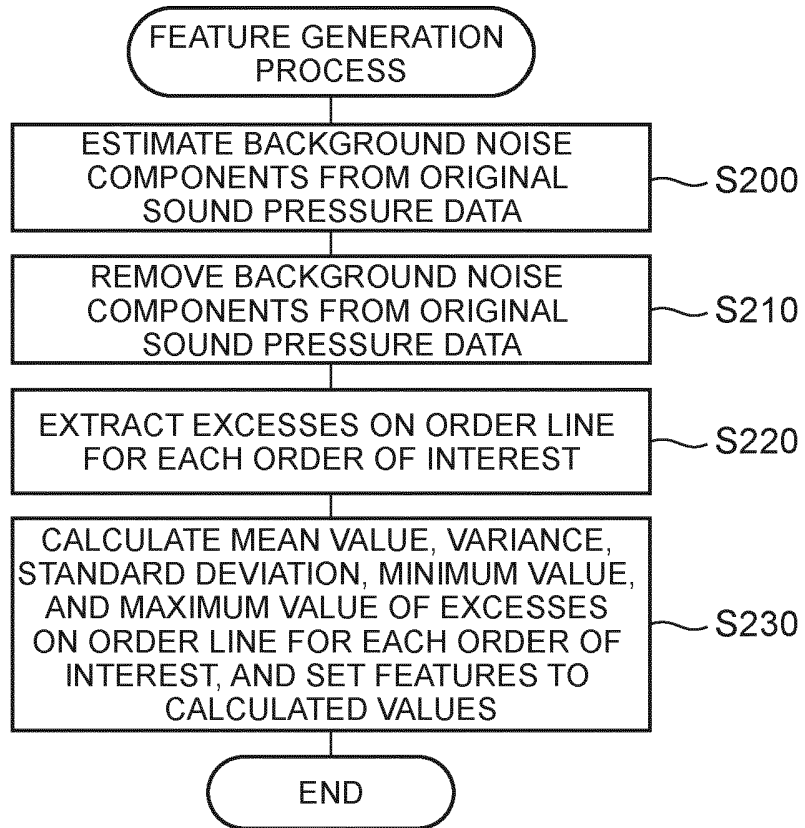 FEATURE GENERATION
PROCESS
ESTIMATE BACKGROUND NOISE
COMPONENTS FROM ORIGINAL
SOUND PRESSURE DATA
S200
REMOVE BACKGROUND NOISE
COMPONENTS FROM ORIGINAL
SOUND PRESSURE DATA
S210
EXTRACT EXCESSES ON ORDER LINE
FOR EACH ORDER OF INTEREST
S220
CALCULATE MEAN VALUE, VARIANCE,
STANDARD DEVIATION, MINIMUM VALUE,
AND MAXIMUM VALUE OF EXCESSES
ON ORDER LINE FOR EACH ORDER OF
INTEREST, AND SET FEATURES TO
CALCULATED VALUES
S230
END